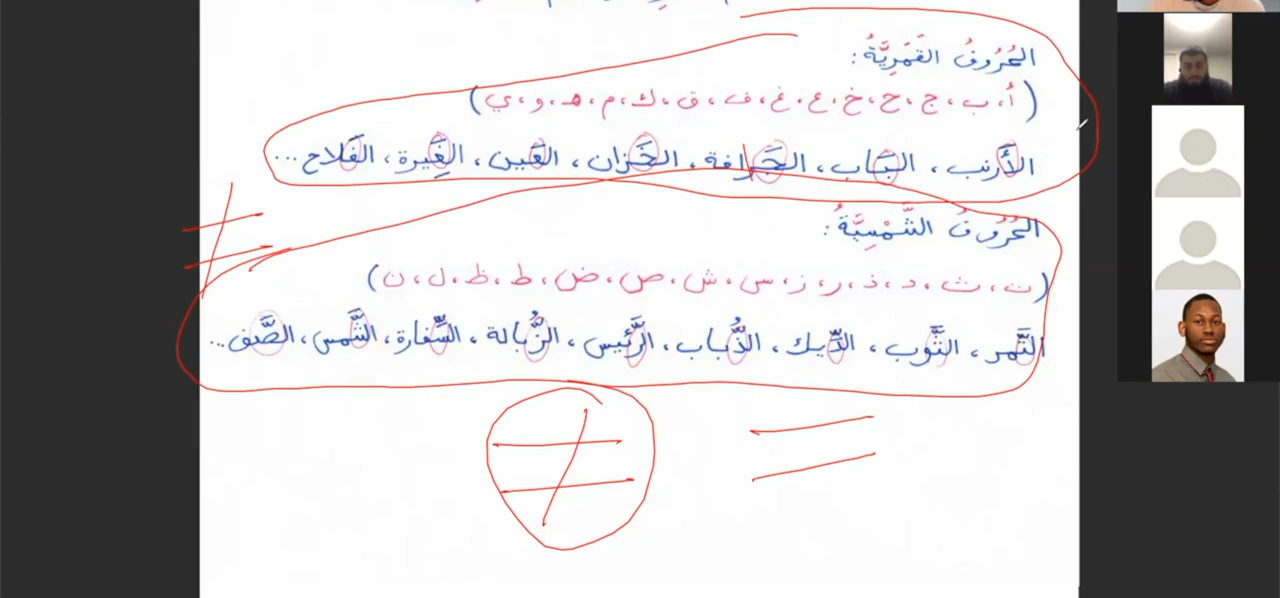 الحُرُوفُ القَمَرِيَّةُ:
(أ، ب، ج، ح، خ، ع، غ، ف، ق، ك، م، هـ، و، ي)
الأَرنب، البَاب، الجَرافة، الخَزان، العَين، الغَيرة، الفَلاح...
الحُرُوفُ الشَّمْسِيَّةُ:
(ت، ث، د، ذ، ر، ز، س، ش، ص، ض، ط، ظ، ل، ن)
التَّمر، الثَّوب، الدِّيك، الذُّباب، الرَّئيس، الزُّبالة، السِّفارة، الشَّمس، الصَّف...
≠ =